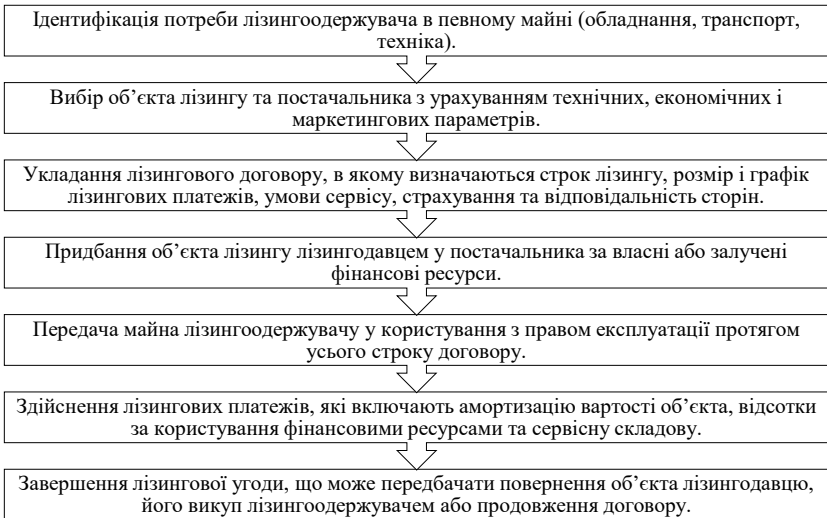 Ідентифікація потреби лізингоодержувача в певному майні (обладнання, транспорт,
техніка).
Вибір об’єкта лізингу та постачальника з урахуванням технічних, економічних і
маркетингових параметрів.
Укладання лізингового договору, в якому визначаються строк лізингу, розмір і графік
лізингових платежів, умови сервісу, страхування та відповідальність сторін.
Придбання об’єкта лізингу лізингодавцем у постачальника за власні або залучені
фінансові ресурси.
Передача майна лізингоодержувачу у користування з правом експлуатації протягом
усього строку договору.
Здійснення лізингових платежів, які включають амортизацію вартості об’єкта, відсотки
за користування фінансовими ресурсами та сервісну складову.
Завершення лізингової угоди, що може передбачати повернення об’єкта лізингодавцю,
його викуп лізингоодержувачем або продовження договору.